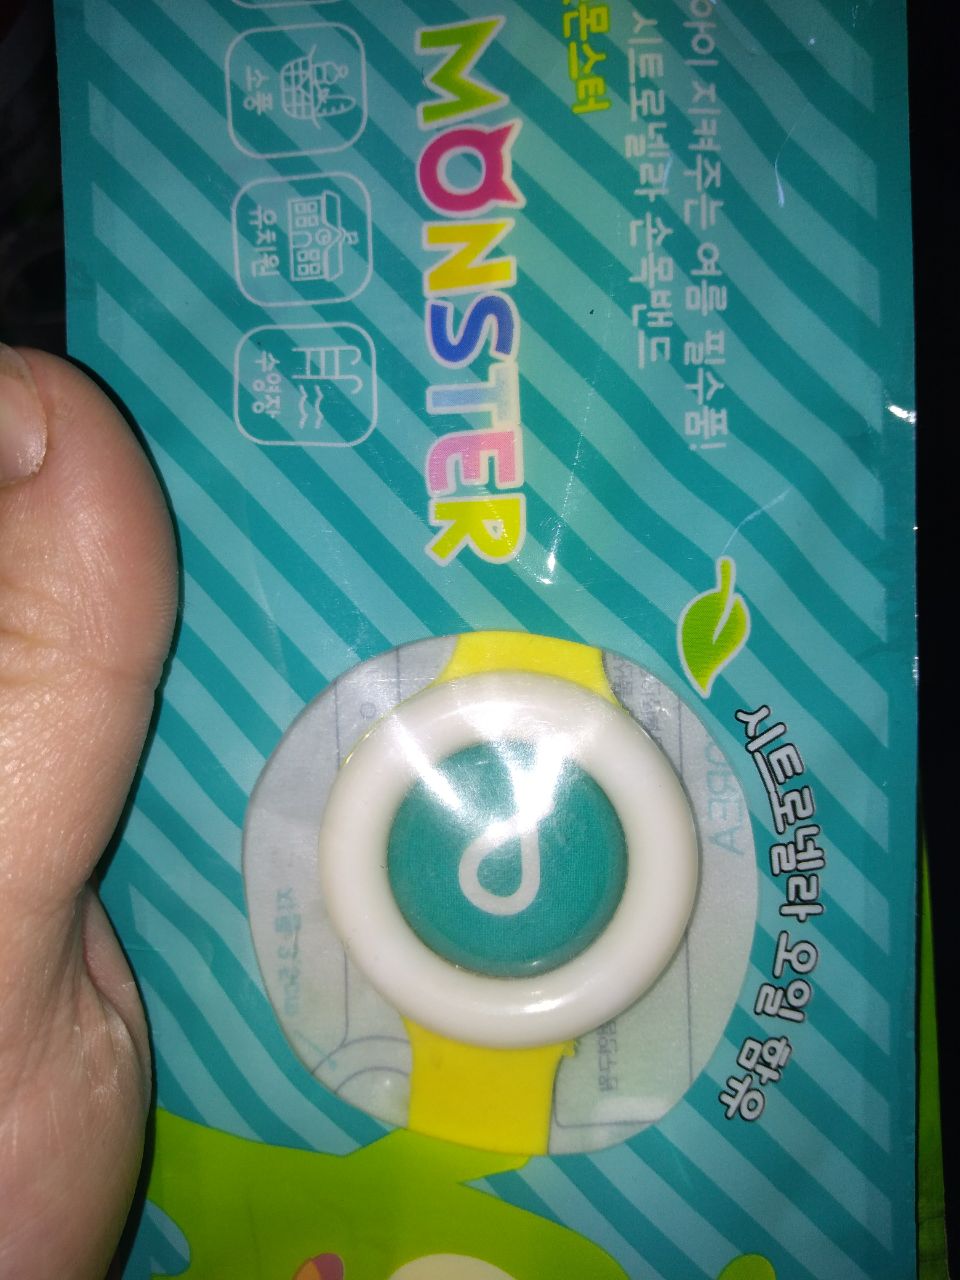 아이 지켜주는 여름 필수품!
시트로넬라 손목밴드
몬스터
MONSTER
소풍
유치원
수영장
시트로넬라 오일 함유